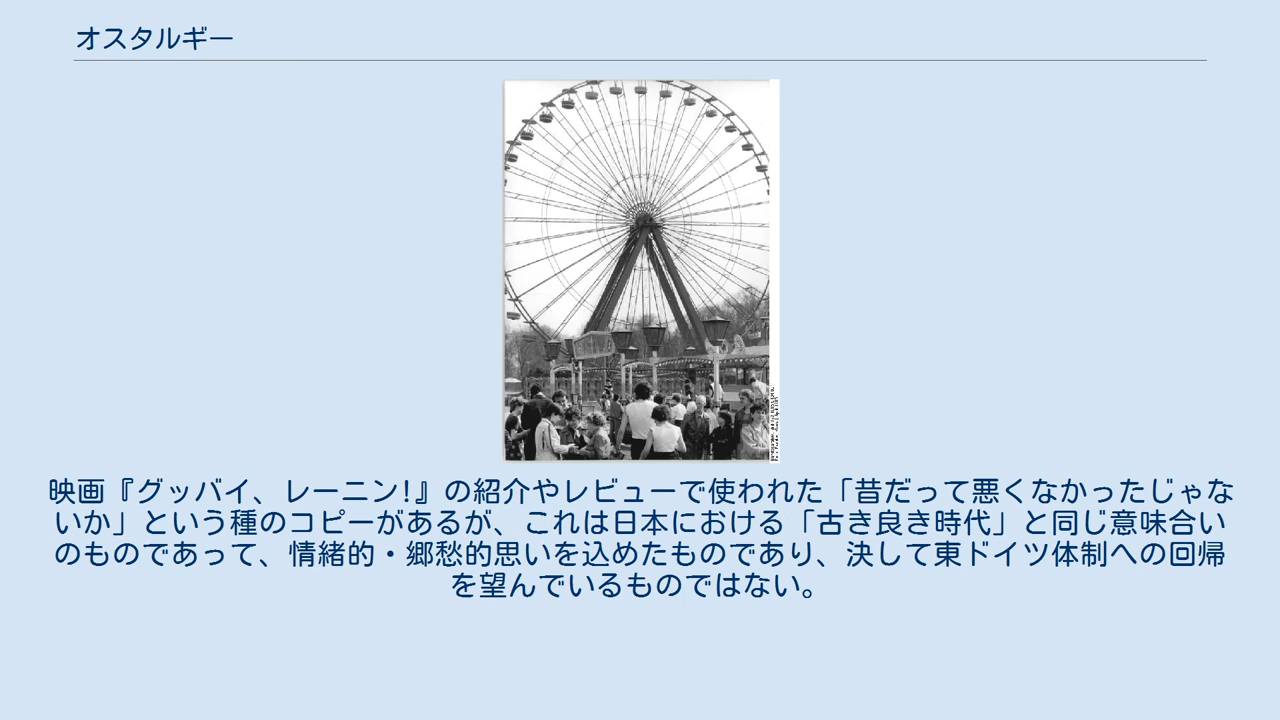 オスタルギー
映画『グッバイ、レーニン!』の紹介やレビューで使われた「昔だって悪くなかったじゃな
いか」という種のコピーがあるが、これは日本における「古き良き時代」と同じ意味合い
のものであって、情緒的・郷愁的思いを込めたものであり、決して東ドイツ体制への回帰
を望んでいるものではない。